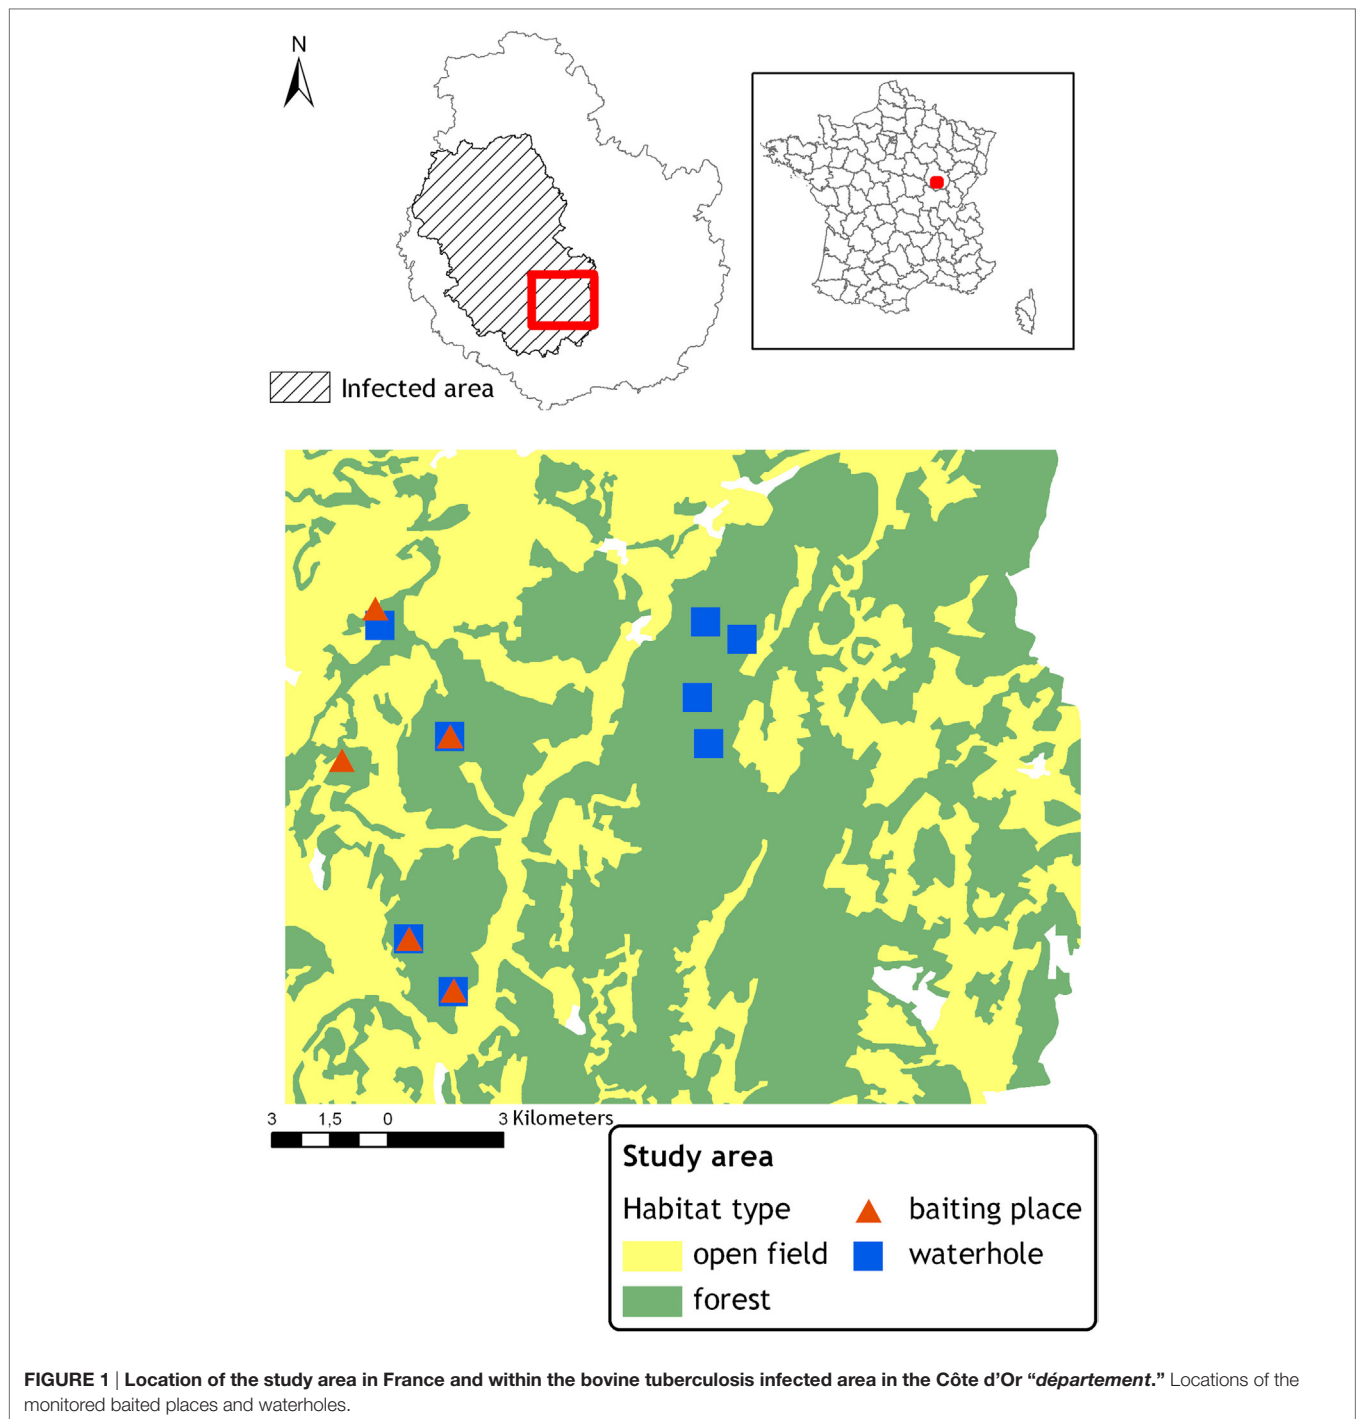 N
Infected area
3 1,5 0 3 Kilometers
Study area
Habitat type
baiting place
open field
waterhole
forest
FIGURE 1 | Location of the study area in France and within the bovine tuberculosis infected area in the Côte d’Or “département.” Locations of the
monitored baited places and waterholes.